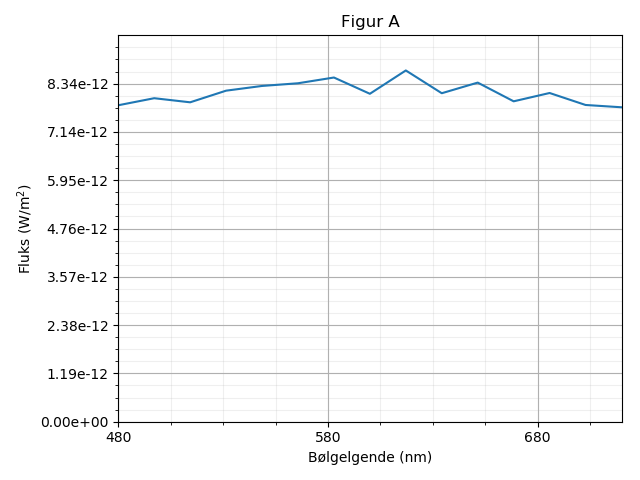 Figur A
8.34e-12
7.14e-12
5.95e-12
4.76e-12
3.57e-12
2.38e-12
1.19e-12
0.00e+00
Fluks (W/m²)
480 580 680
Bølgelgende (nm)